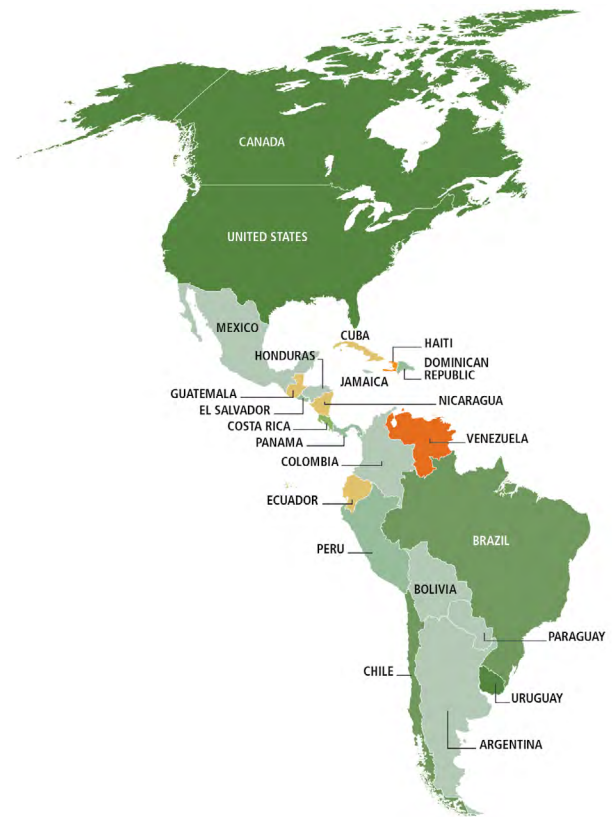 CANADA
UNITED STATES
MEXICO
CUBA
HAITI
HONDURAS
DOMINICAN
REPUBLIC
JAMAICA
GUATEMALA
NICARAGUA
EL SALVADOR
COSTA RICA
PANAMA
VENEZUELA
COLOMBIA
ECUADOR
BRAZIL
PERU
BOLIVIA
PARAGUAY
CHILE
URUGUAY
ARGENTINA